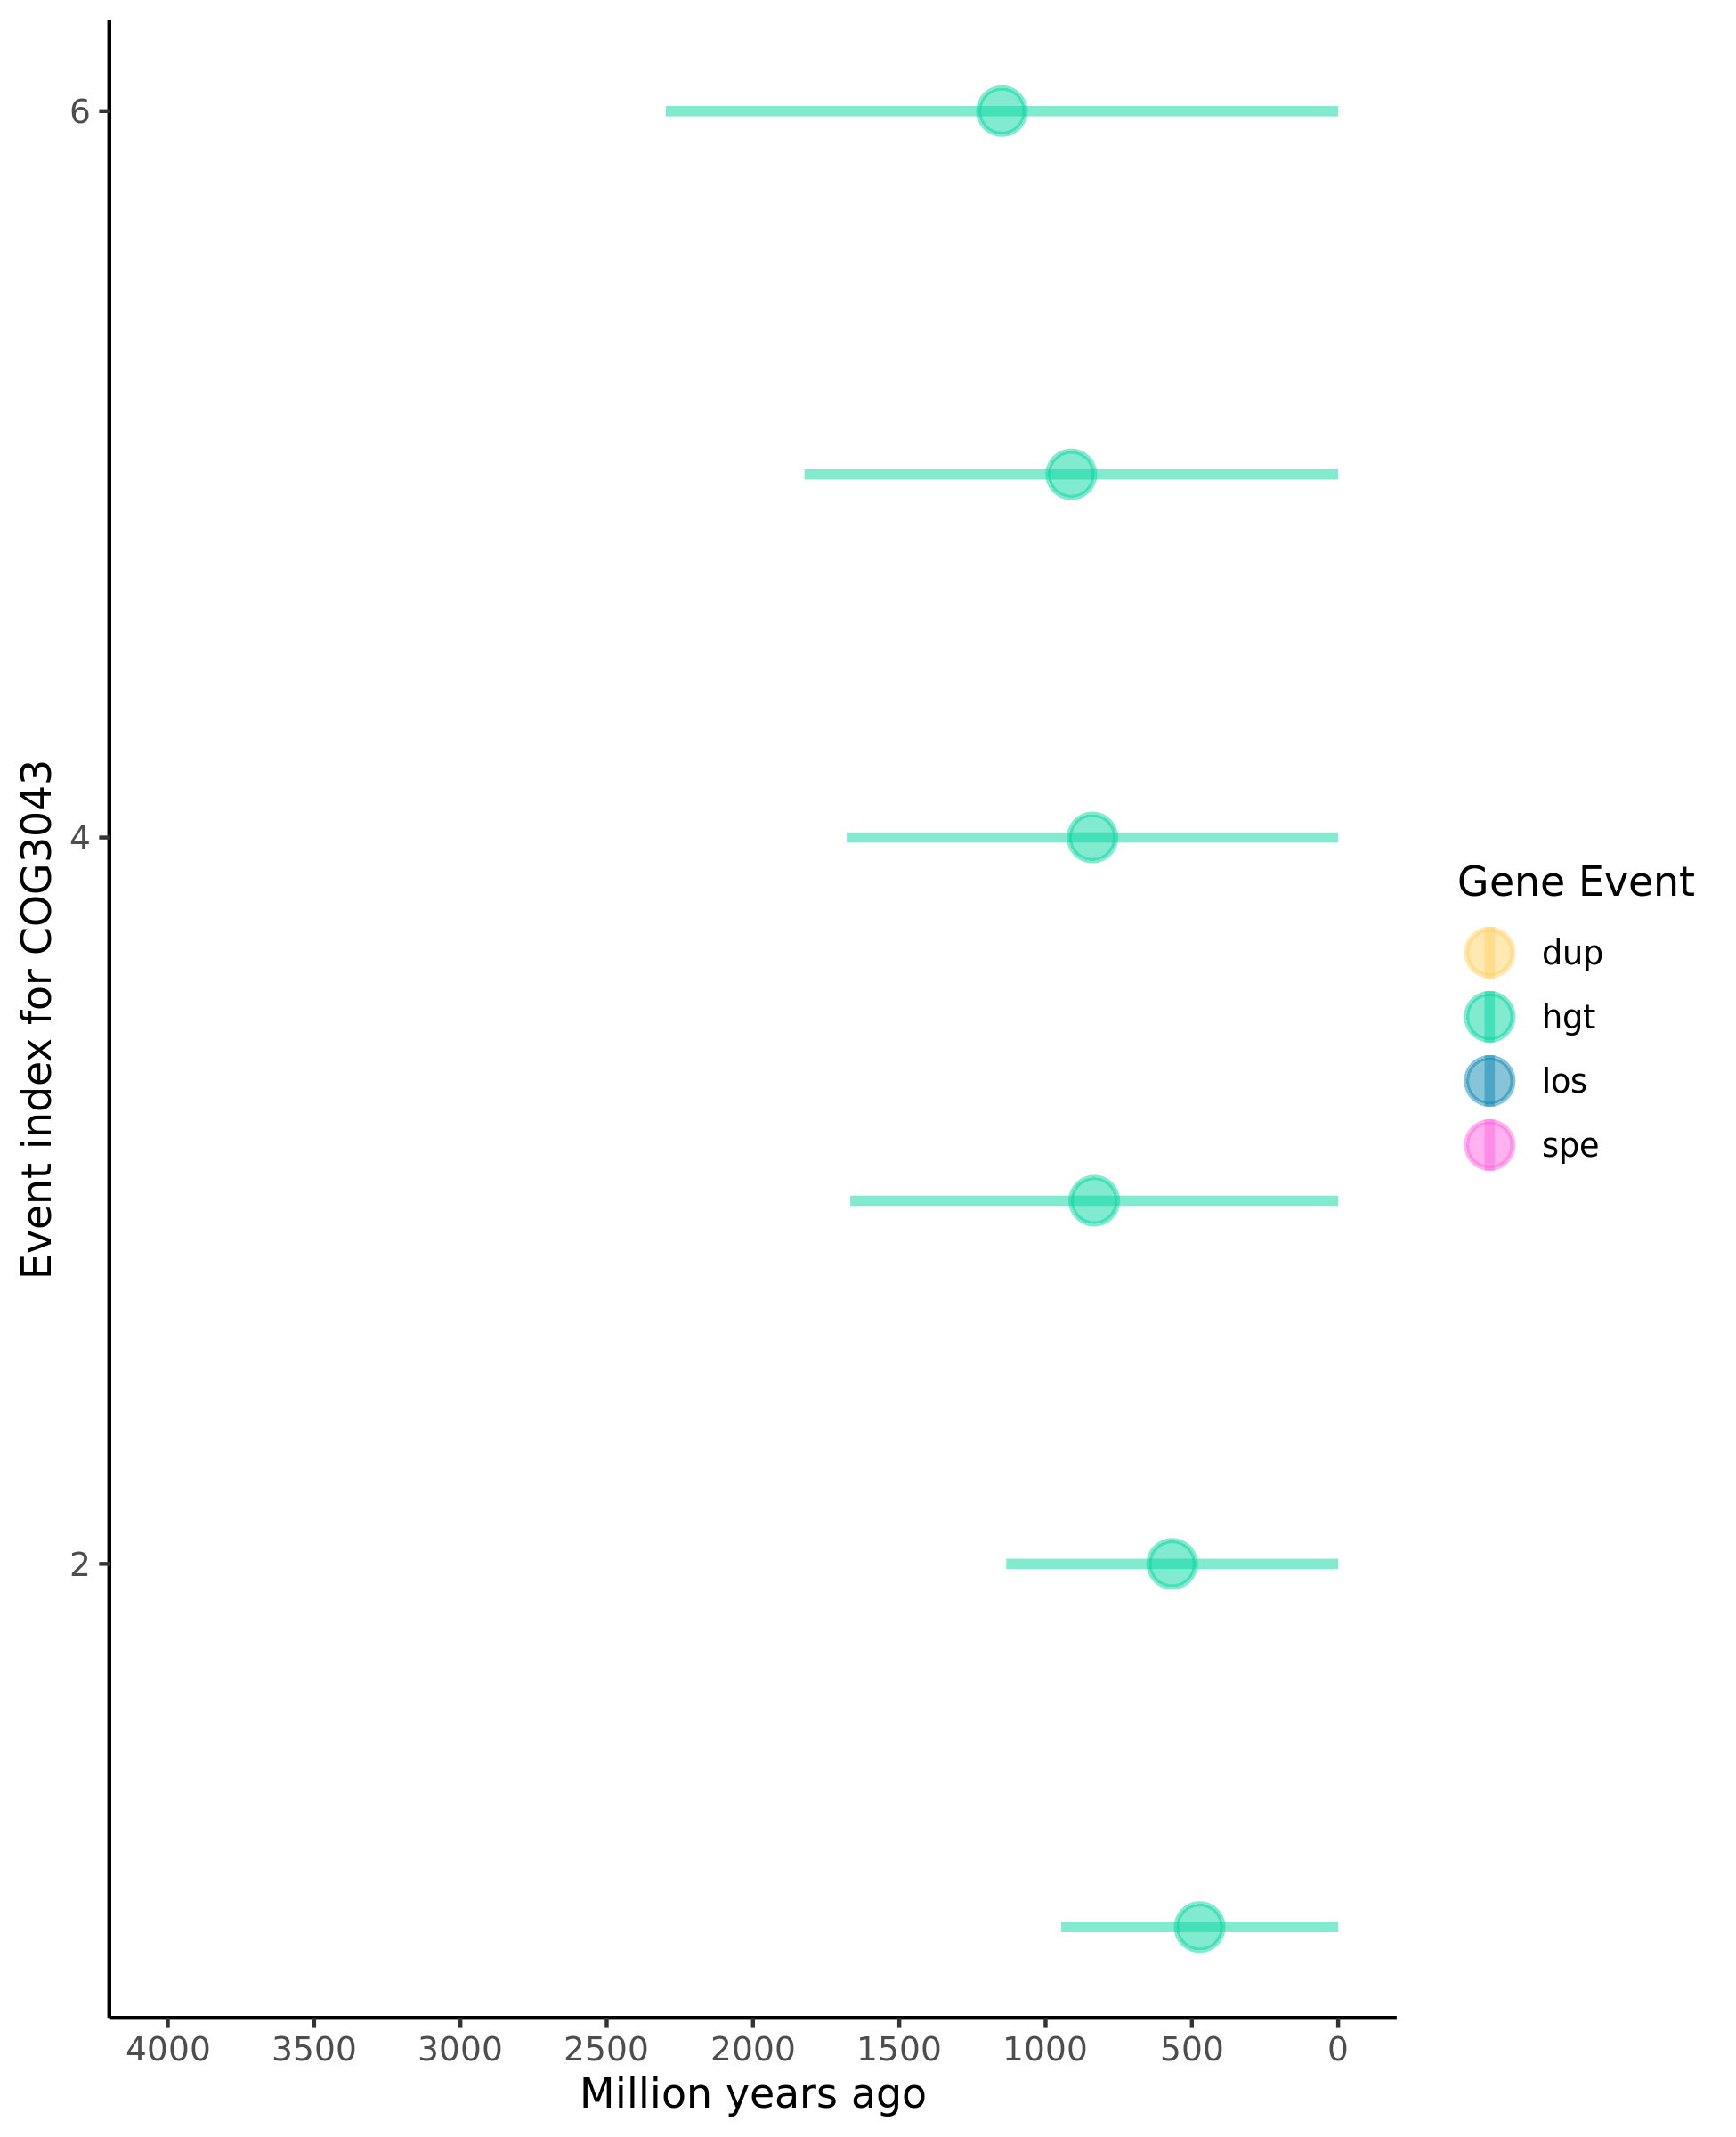 Event index for COG3043
6
4
2
4000 3500 3000 2500 2000 1500 1000 500 0
Million years ago
Gene Event
dup
hgt
los
spe